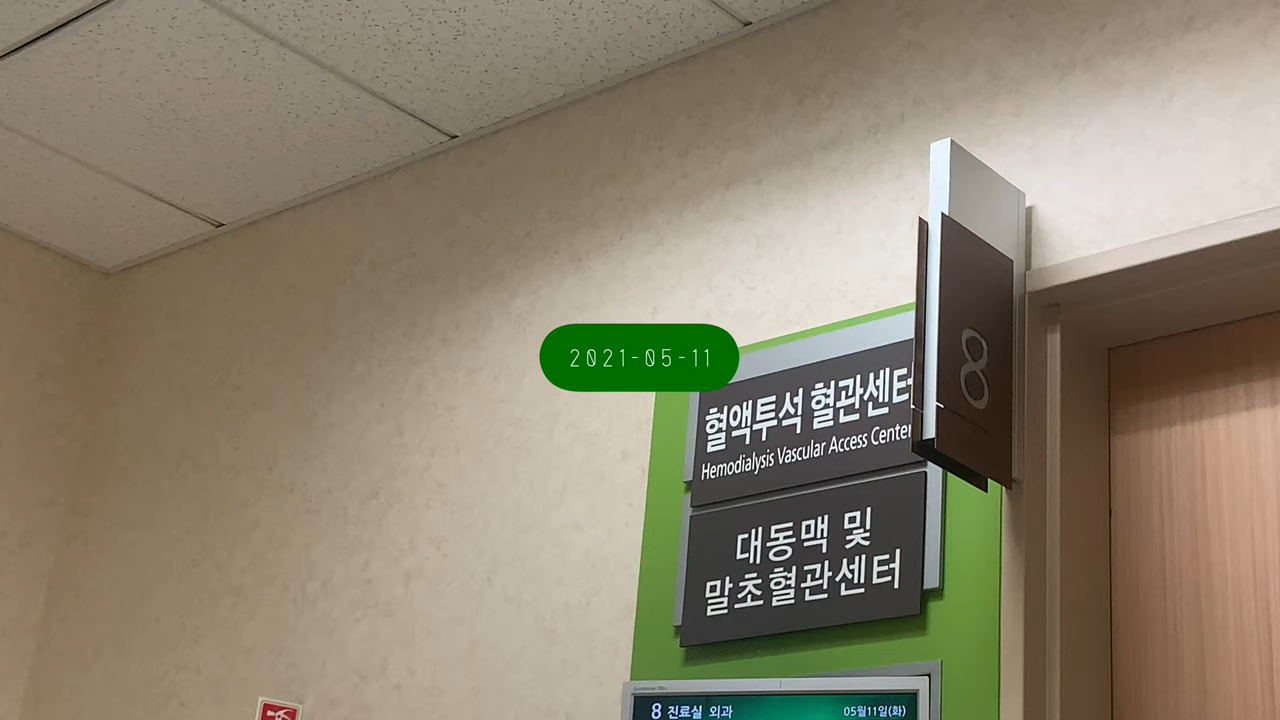 2021-05-11
8
혈액투석 혈관센터
Hemodialysis Vascular Access Center
대동맥 및
말초혈관센터
8 진료실 외과
05월11일(화)